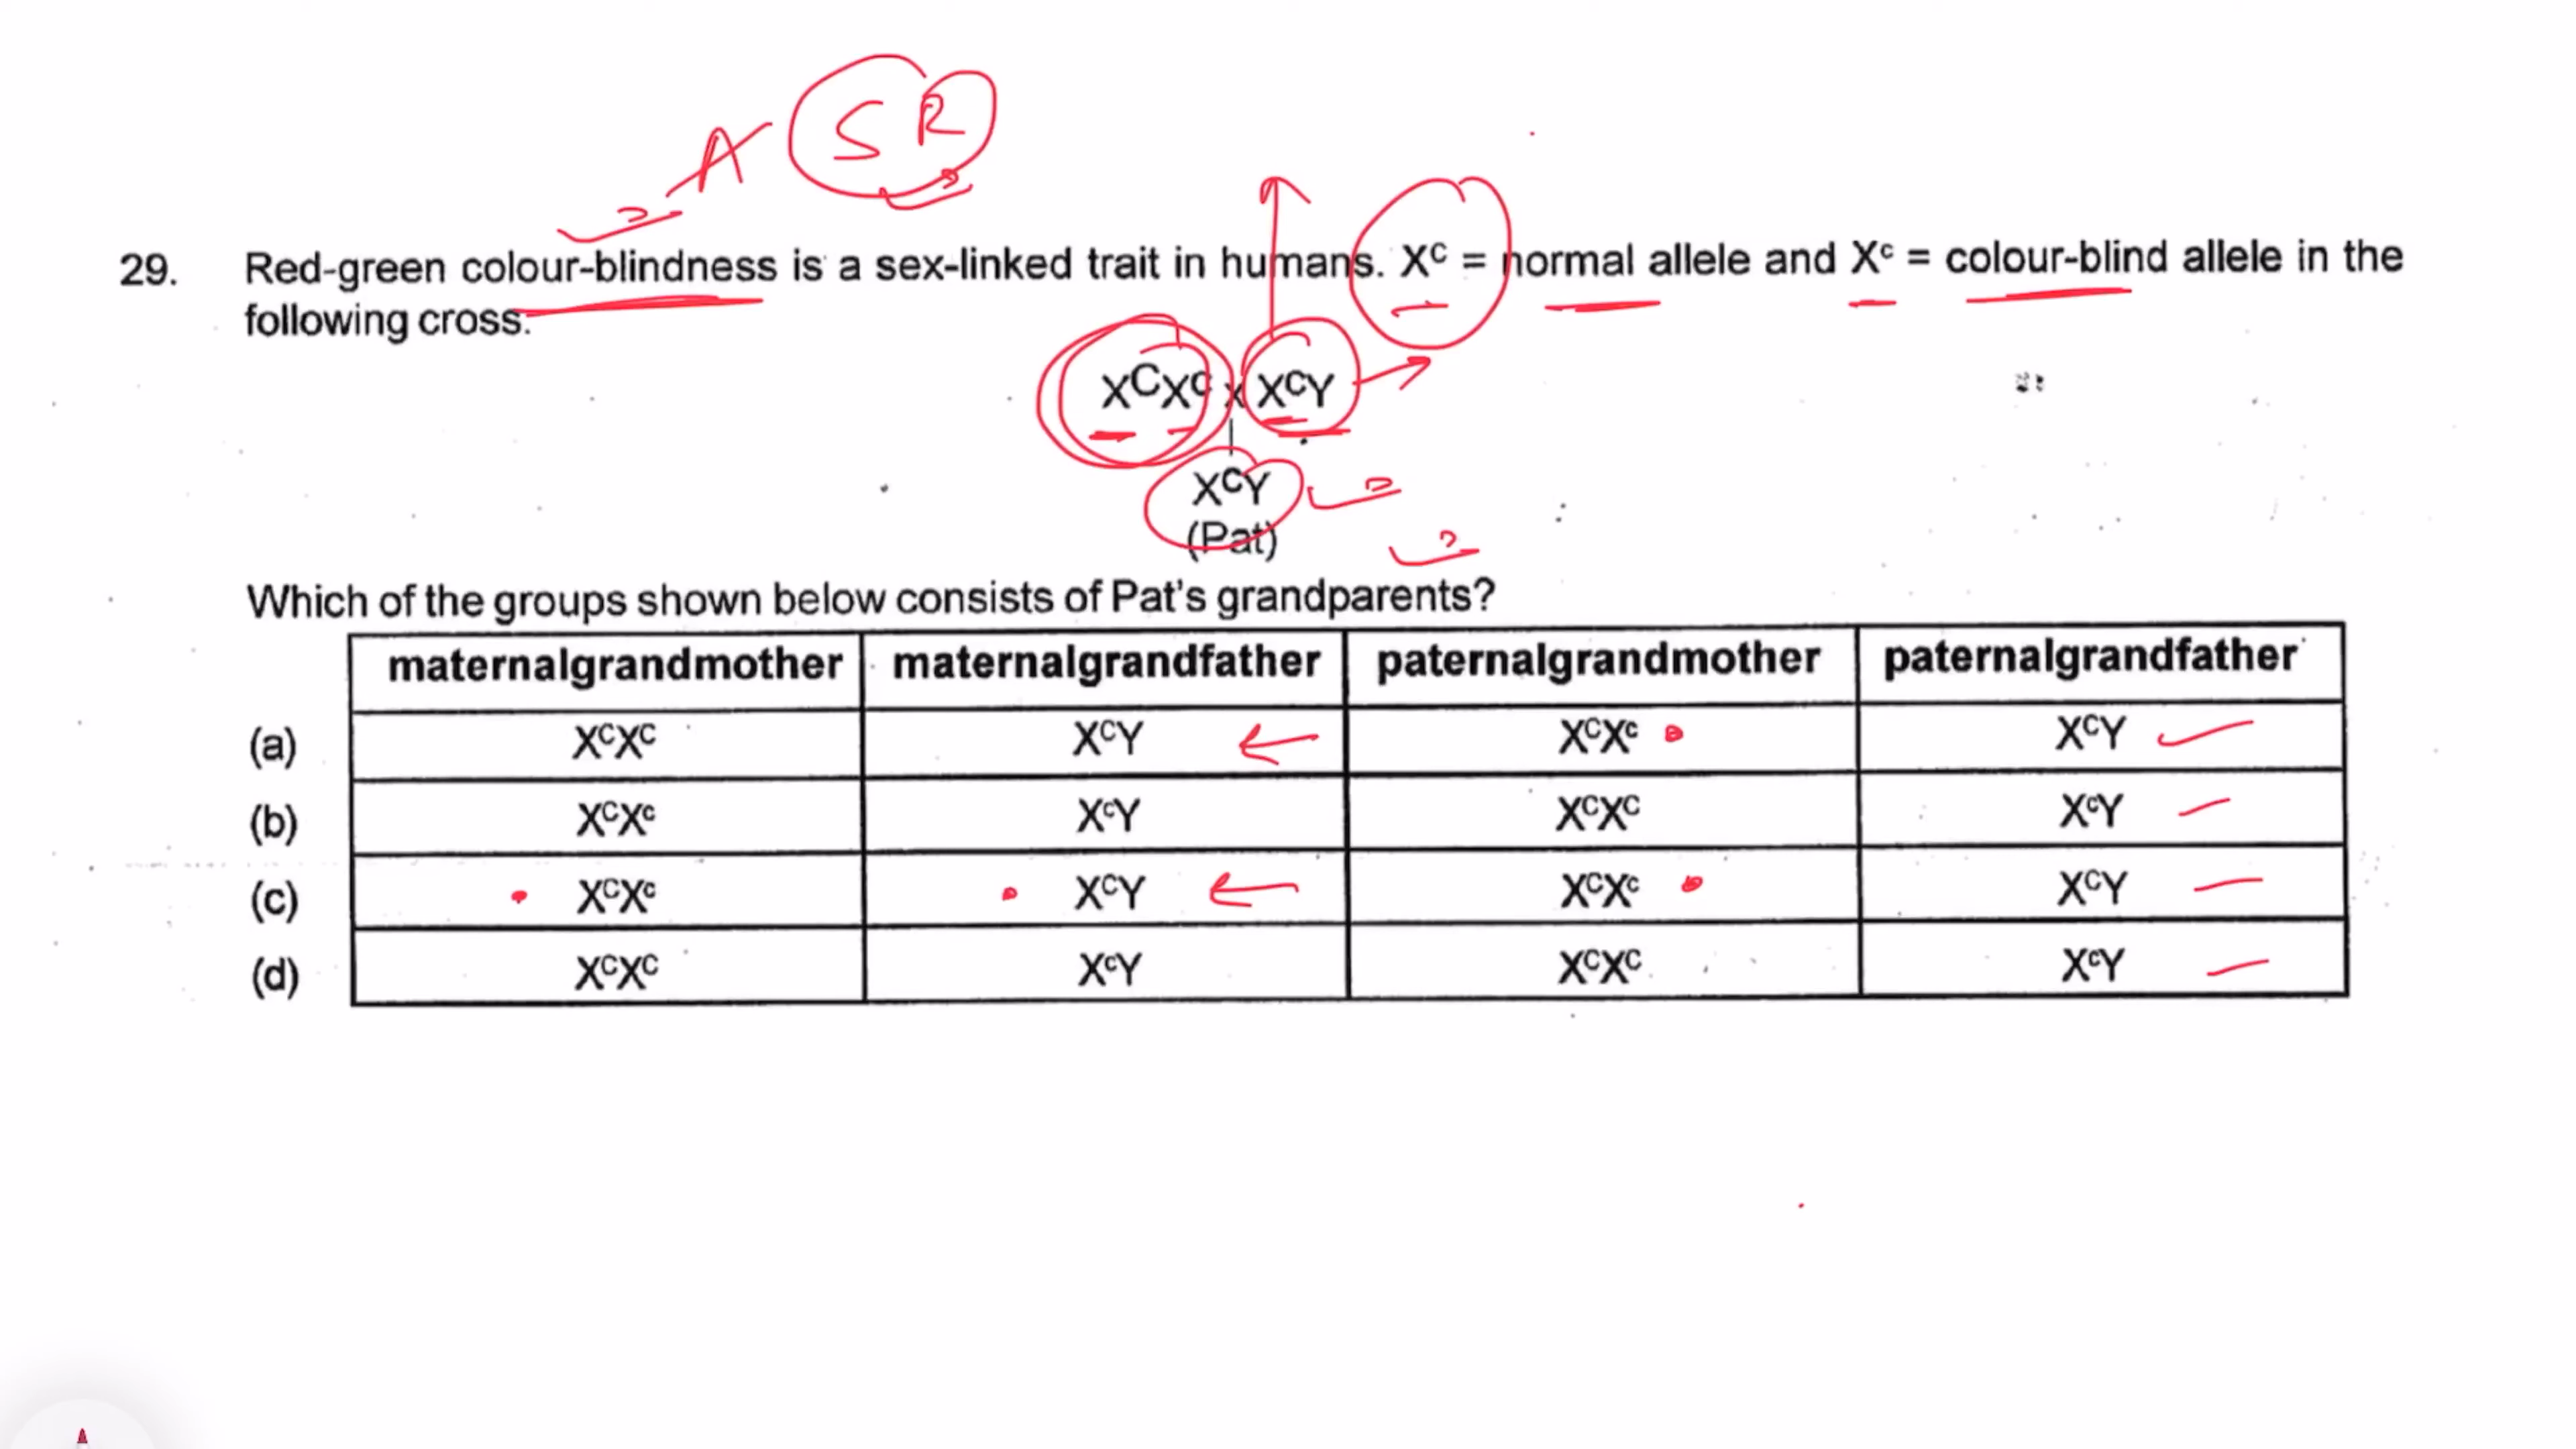 A S R
29. Red-green colour-blindness is a sex-linked trait in humans. Xᶜ = normal allele and Xᶜ = colour-blind allele in the
following cross.
XᶜXᶜ x XᶜY
XᶜY
(Pat)
Which of the groups shown below consists of Pat's grandparents?
maternalgrandmother maternalgrandfather paternalgrandmother paternalgrandfather
(a) XCXC XCY XCXc XCY
(b) XCXc XcY XCXC XcY
(c) XCXc XCY XCXc XCY
(d) XCXC XcY XCXC XcY